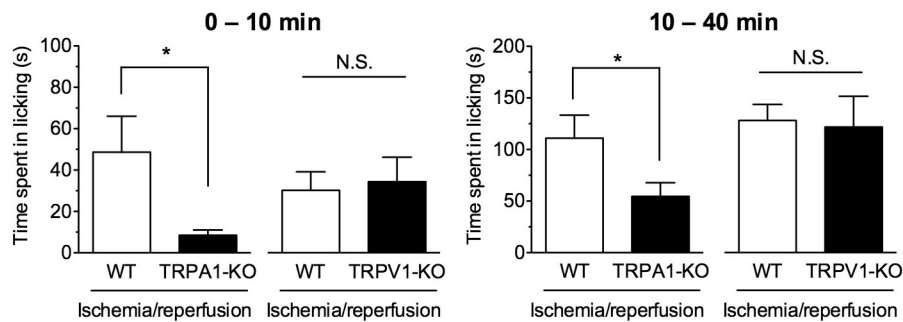 0 – 10 min
Time spent in licking (s)
100
80
60
40
20
0
*
N.S.
WT TRPA1-KO WT TRPV1-KO
Ischemia/reperfusion Ischemia/reperfusion
10 – 40 min
Time spent in licking (s)
200
150
100
50
0
*
N.S.
WT TRPA1-KO WT TRPV1-KO
Ischemia/reperfusion Ischemia/reperfusion